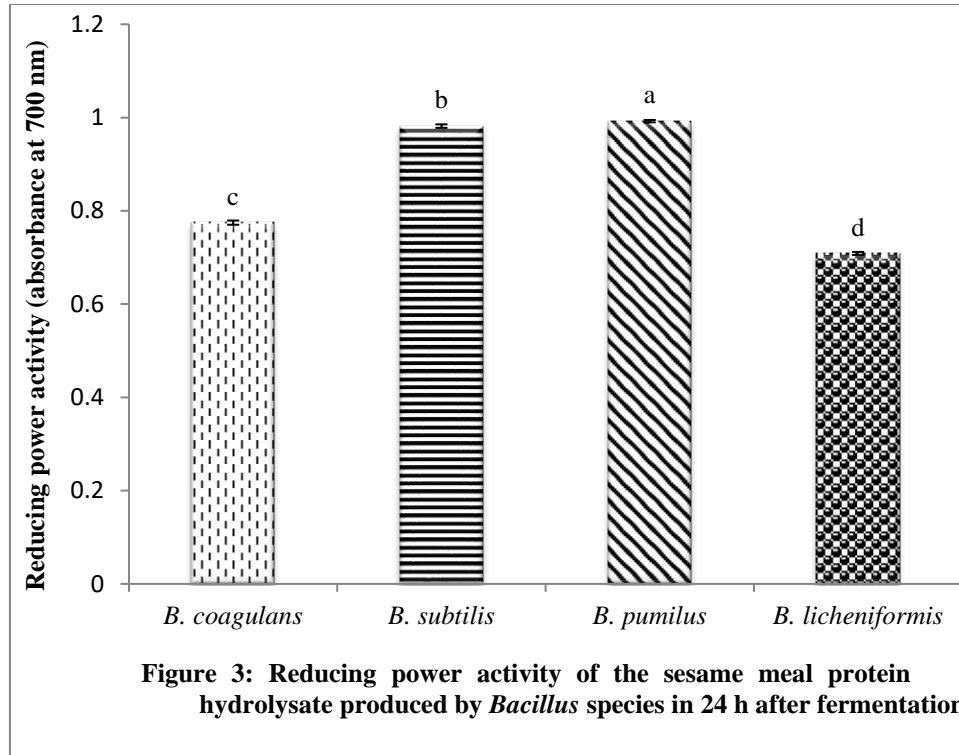 Reducing power activity (absorbance at 700 nm)
1.2
1
0.8
0.6
0.4
0.2
0
c
b
a
d
B. coagulans
B. subtilis
B. pumilus
B. licheniformis
Figure 3: Reducing power activity of the sesame meal protein
hydrolysate produced by Bacillus species in 24 h after fermentation